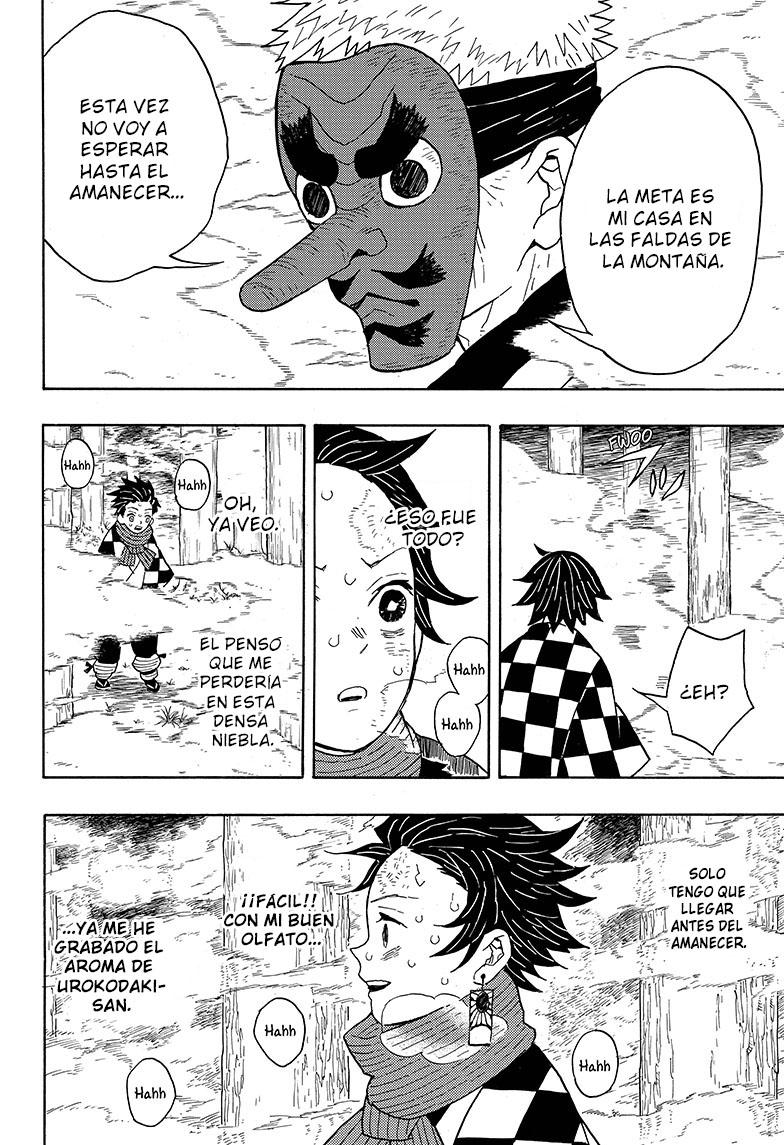 LA META ES
MI CASA EN
LAS FALDAS DE
LA MONTAÑA.
ESTA VEZ
NO VOY A
ESPERAR
HASTA EL
AMANECER...
FWOO
¿EH?
¿ESO FUE
TODO?
Hahh
Hahh
Hahh
Hahh
OH,
YA VEO.
EL PENSO
QUE ME
PERDERÍA
EN ESTA
DENSA
NIEBLA.
SOLO
TENGO QUE
LLEGAR
ANTES DEL
AMANECER.
Hahh
¡¡FÁCIL!!
CON MI BUEN
OLFATO...
Hahh
...YA ME HE
GRABADO EL
AROMA DE
UROKODAKI-
SAN.
Hahh